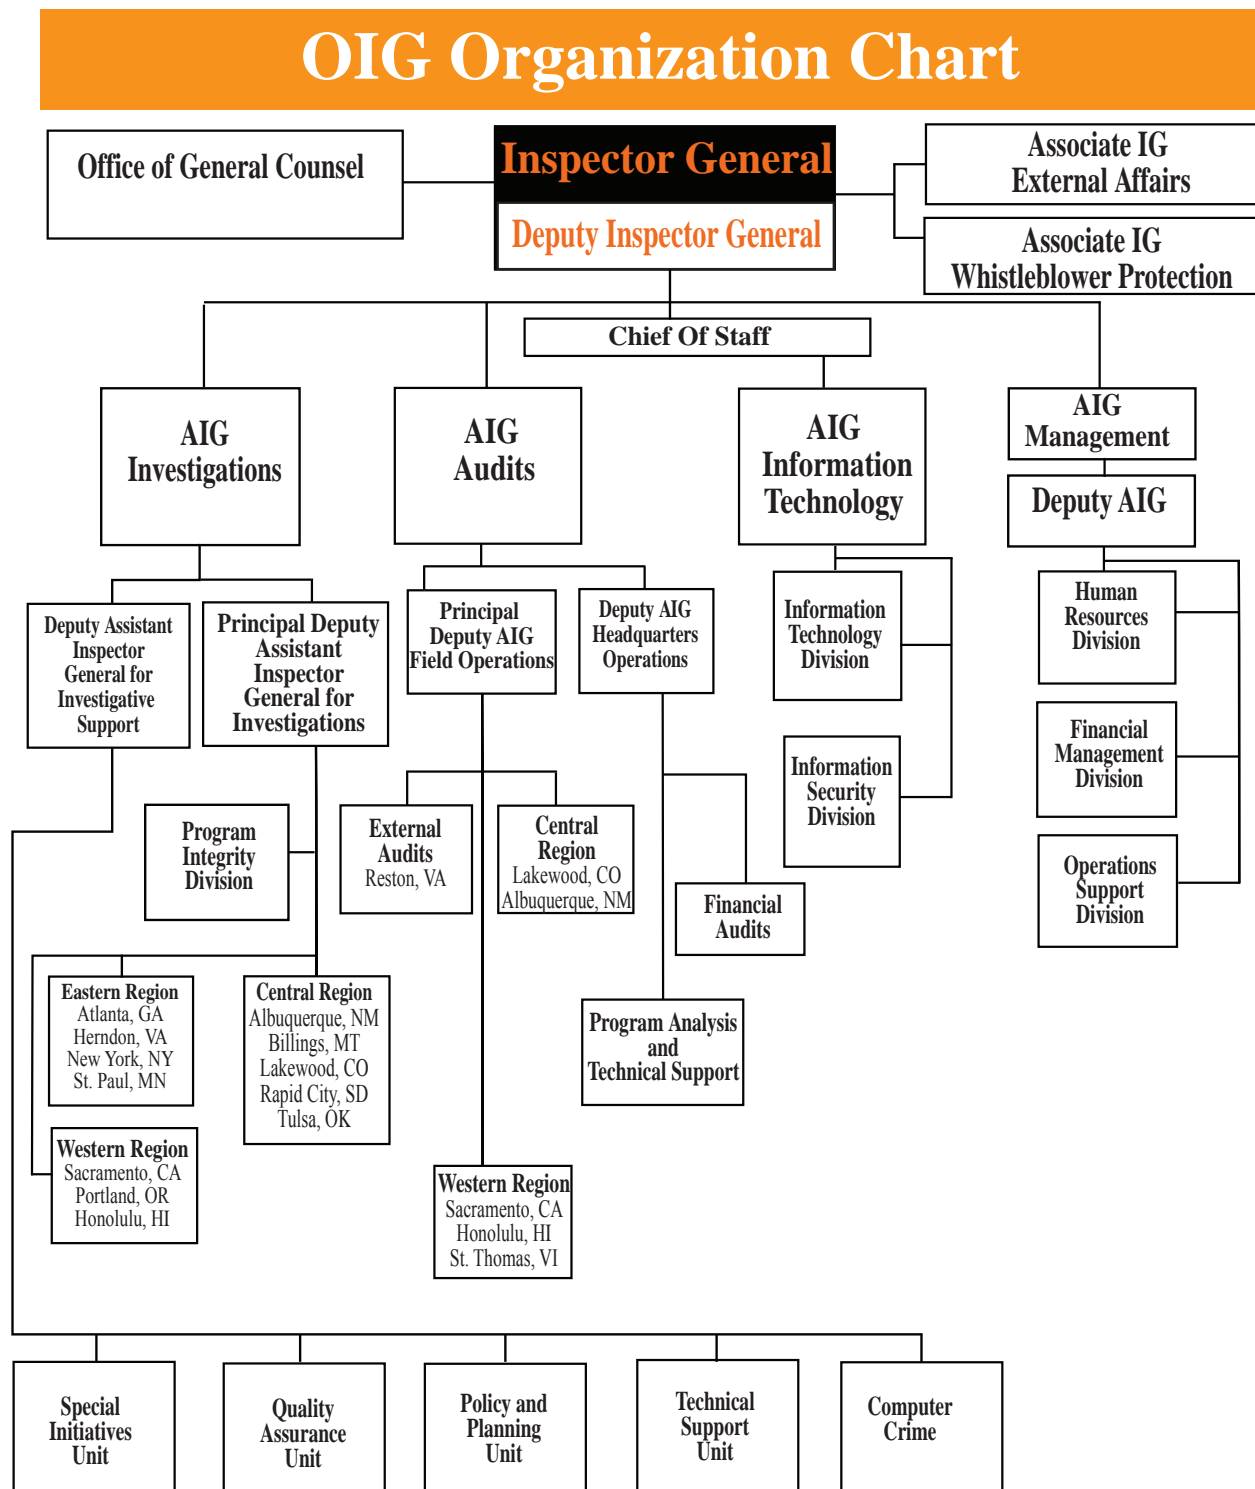 OIG Organization Chart
Office of General Counsel
Inspector General
Deputy Inspector General
Associate IG
External Affairs
Associate IG
Whistleblower Protection
Chief Of Staff
AIG
Investigations
AIG
Audits
AIG
Information
Technology
AIG
Management
Deputy AIG
Deputy Assistant
Inspector
General for
Investigative
Support
Principal Deputy
Assistant
Inspector
General for
Investigations
Principal
Deputy AIG
Field Operations
Deputy AIG
Headquarters
Operations
Information
Technology
Division
Human
Resources
Division
Information
Security
Division
Financial
Management
Division
Operations
Support
Division
Program
Integrity
Division
External
Audits
Reston, VA
Central
Region
Lakewood, CO
Albuquerque, NM
Financial
Audits
Eastern Region
Atlanta, GA
Herndon, VA
New York, NY
St. Paul, MN
Central Region
Albuquerque, NM
Billings, MT
Lakewood, CO
Rapid City, SD
Tulsa, OK
Program Analysis
and
Technical Support
Western Region
Sacramento, CA
Portland, OR
Honolulu, HI
Western Region
Sacramento, CA
Honolulu, HI
St. Thomas, VI
Special
Initiatives
Unit
Quality
Assurance
Unit
Policy and
Planning
Unit
Technical
Support
Unit
Computer
Crime